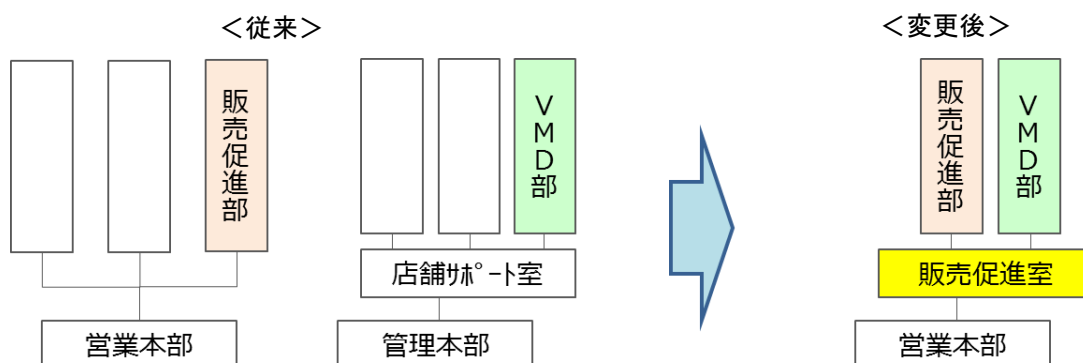 ＜従来＞
＜変更後＞
販売促進部
VMD部
販売促進部
VMD部
店舗ｻﾎﾟｰﾄ室
販売促進室
営業本部
管理本部
営業本部